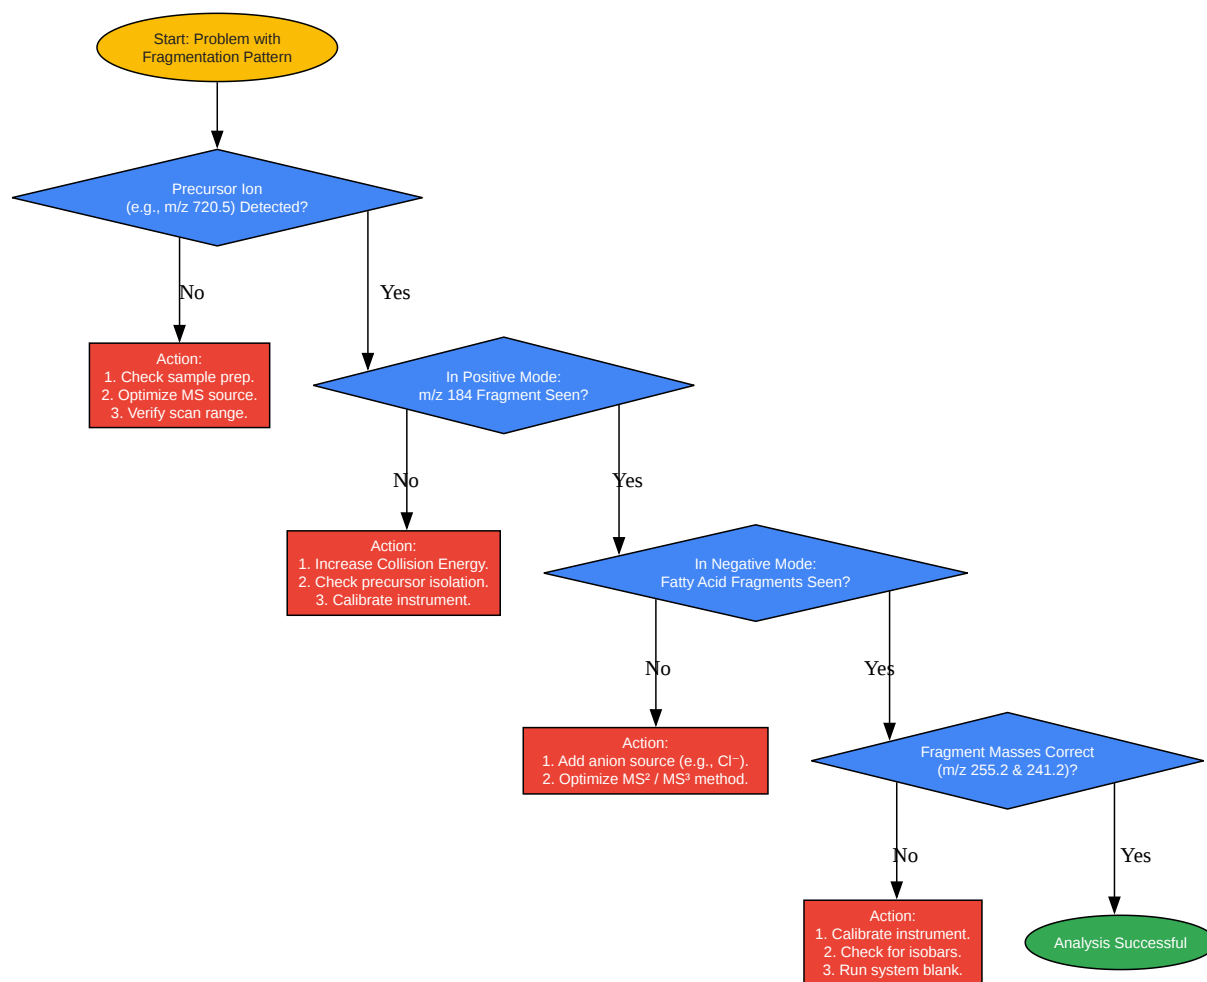 Start: Problem with
Fragmentation Pattern
Precursor Ion
(e.g., m/z 720.5) Detected?
No
Yes
Action:
1. Check sample prep.
2. Optimize MS source.
3. Verify scan range.
In Positive Mode:
m/z 184 Fragment Seen?
No
Yes
Action:
1. Increase Collision Energy.
2. Check precursor isolation.
3. Calibrate instrument.
In Negative Mode:
Fatty Acid Fragments Seen?
No
Yes
Action:
1. Add anion source (e.g., Cl⁻).
2. Optimize MS² / MS³ method.
Fragment Masses Correct
(m/z 255.2 & 241.2)?
No
Yes
Action:
1. Calibrate instrument.
2. Check for isobars.
3. Run system blank.
Analysis Successful